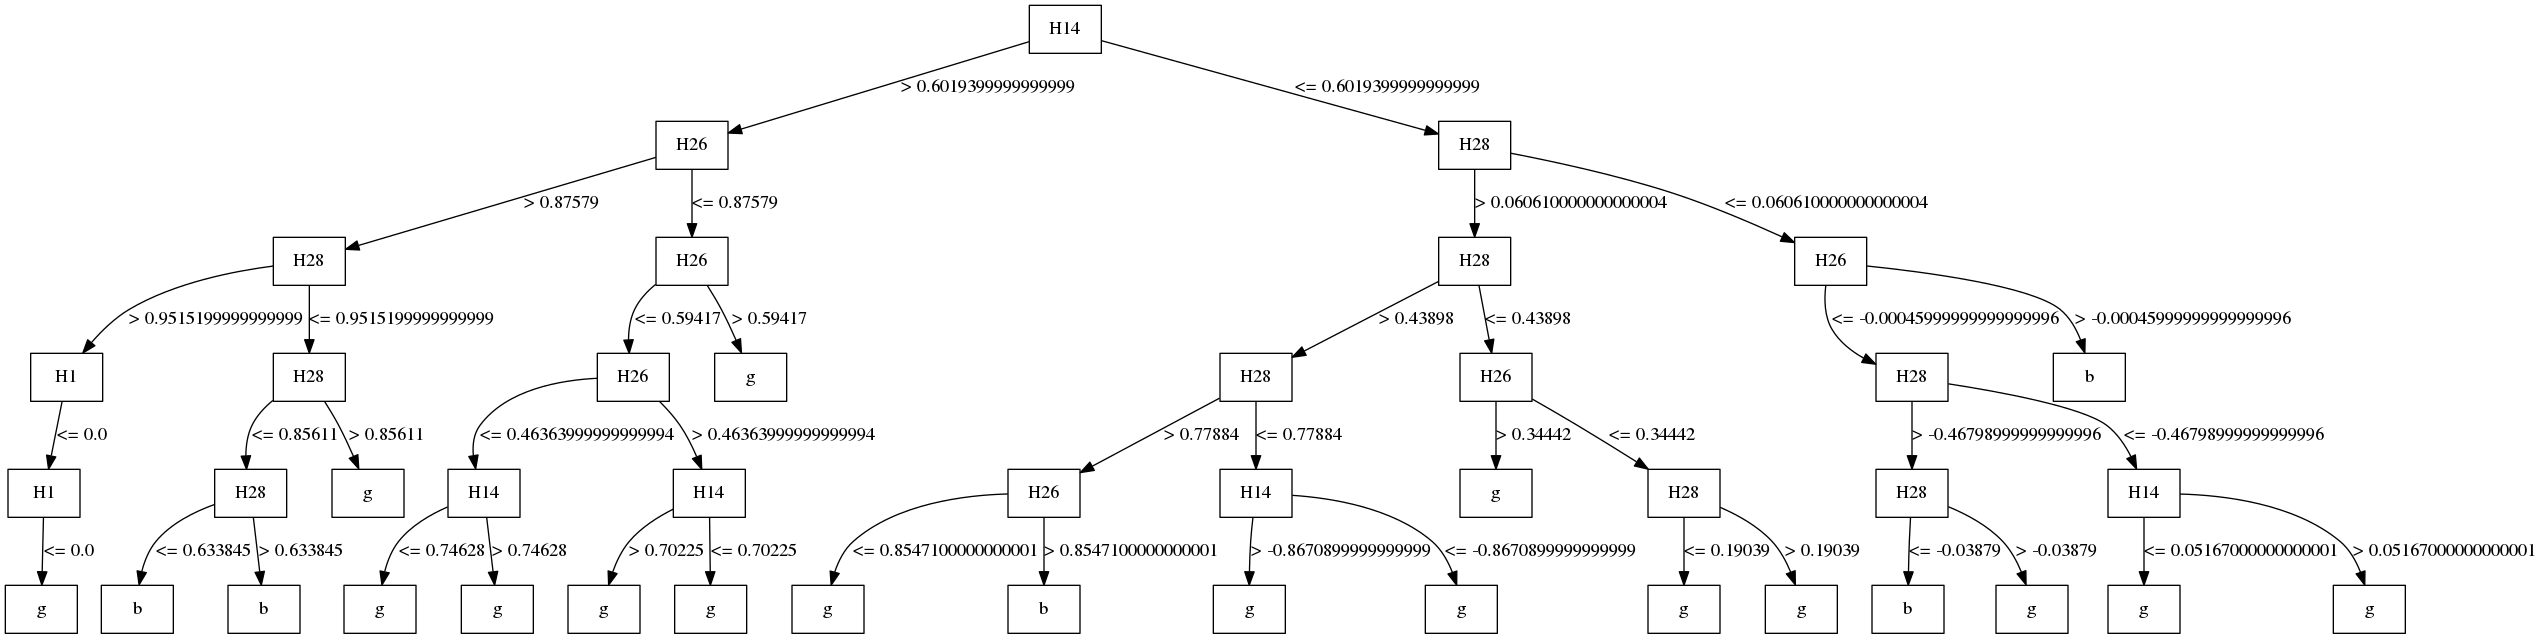 H14
> 0.6019399999999999
<= 0.6019399999999999
H26
H28
> 0.87579
<= 0.87579
> 0.060610000000000004
<= 0.060610000000000004
H28
H26
H28
H26
> 0.9515199999999999
<= 0.9515199999999999
<= 0.59417
> 0.59417
> 0.43898
<= 0.43898
<= -0.00045999999999999996
> -0.00045999999999999996
H1
H28
H26
g
H28
H26
H28
b
<= 0.0
<= 0.85611
> 0.85611
<= 0.46363999999999994
> 0.46363999999999994
> 0.77884
<= 0.77884
> 0.34442
<= 0.34442
> -0.46798999999999996
<= -0.46798999999999996
H1
H28
g
H14
H14
H26
H14
g
H28
H28
H14
<= 0.0
<= 0.633845
> 0.633845
<= 0.74628
> 0.74628
> 0.70225
<= 0.70225
<= 0.8547100000000001
> 0.8547100000000001
> -0.8670899999999999
<= -0.8670899999999999
<= 0.19039
> 0.19039
<= -0.03879
> -0.03879
<= 0.05167000000000001
> 0.05167000000000001
g
b
b
g
g
g
g
g
b
g
g
g
g
b
g
g
g